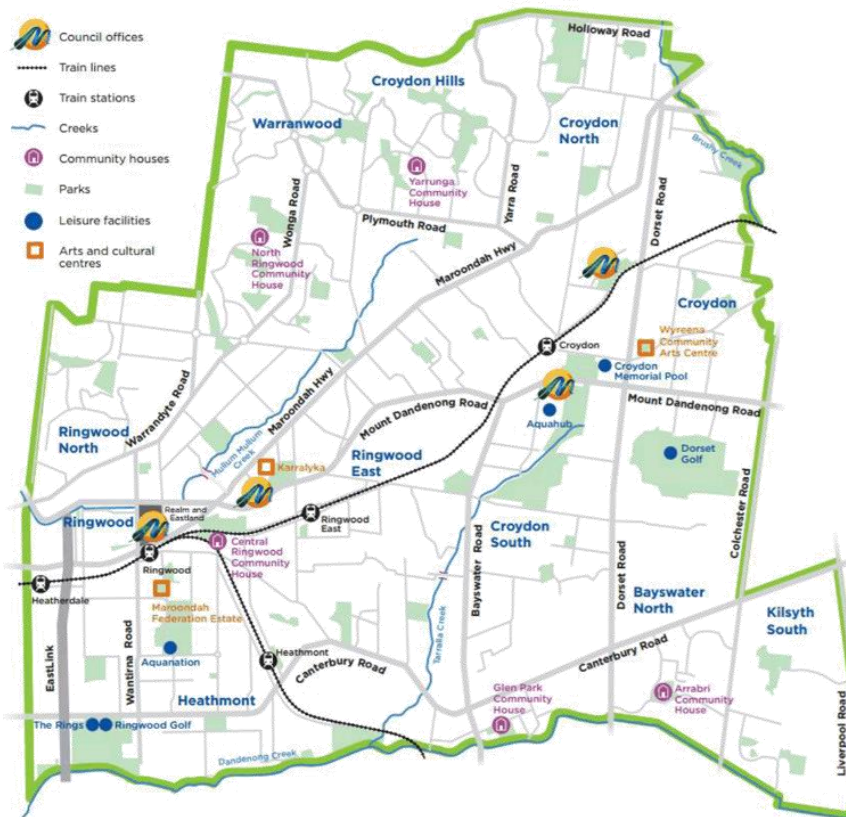 Council offices
Train lines
Train stations
Creeks
Community houses
Parks
Leisure facilities
Arts and cultural
centres
Holloway Road
Croydon Hills
Croydon
North
Warranwood
Brushy Creek
Yarrunga
Community
House
Wonga Road
Yarra Road
Dorset Road
Plymouth Road
North
Ringwood
Community
House
Maroondah Hwy
Croydon
Wyreena
Community
Arts Centre
Croydon
Croydon
Memorial Pool
Warrandyte Road
Maroondah Hwy
Mount Dandenong Road
Mount Dandenong Road
Aquahub
Ringwood
North
Mullum Mullum
Creek
Karralyka
Ringwood
East
Dorset
Golf
Colchester Road
Realm and
Eastland
Ringwood
Ringwood
East
Croydon
South
Central
Ringwood
Community
House
Ringwood
Heatherdale
Bayswater Road
Dorset Road
Bayswater
North
Maroondah
Federation Estate
Kilsyth
South
EastLink
Wantirna Road
Tarralla Creek
Aquanation
Heathmont
Canterbury Road
Canterbury Road
Heathmont
Glen Park
Community
House
Arrabri
Community
House
The Rings
Ringwood Golf
Dandenong Creek
Liverpool Road